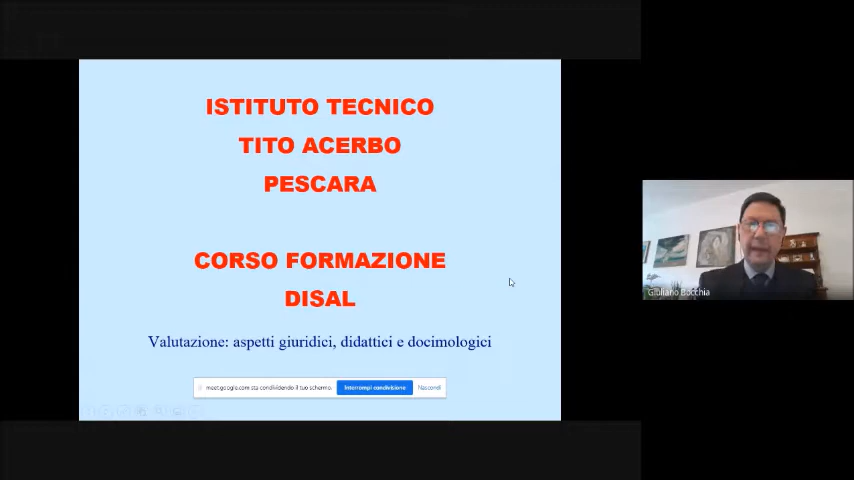 ISTITUTO TECNICO
TITO ACERBO
PESCARA
CORSO FORMAZIONE
DISAL
Valutazione: aspetti giuridici, didattici e docimologici
meet.google.com sta condividendo il tuo schermo.
Interrompi condivisione
Nascondi
Giuliano Bocchia